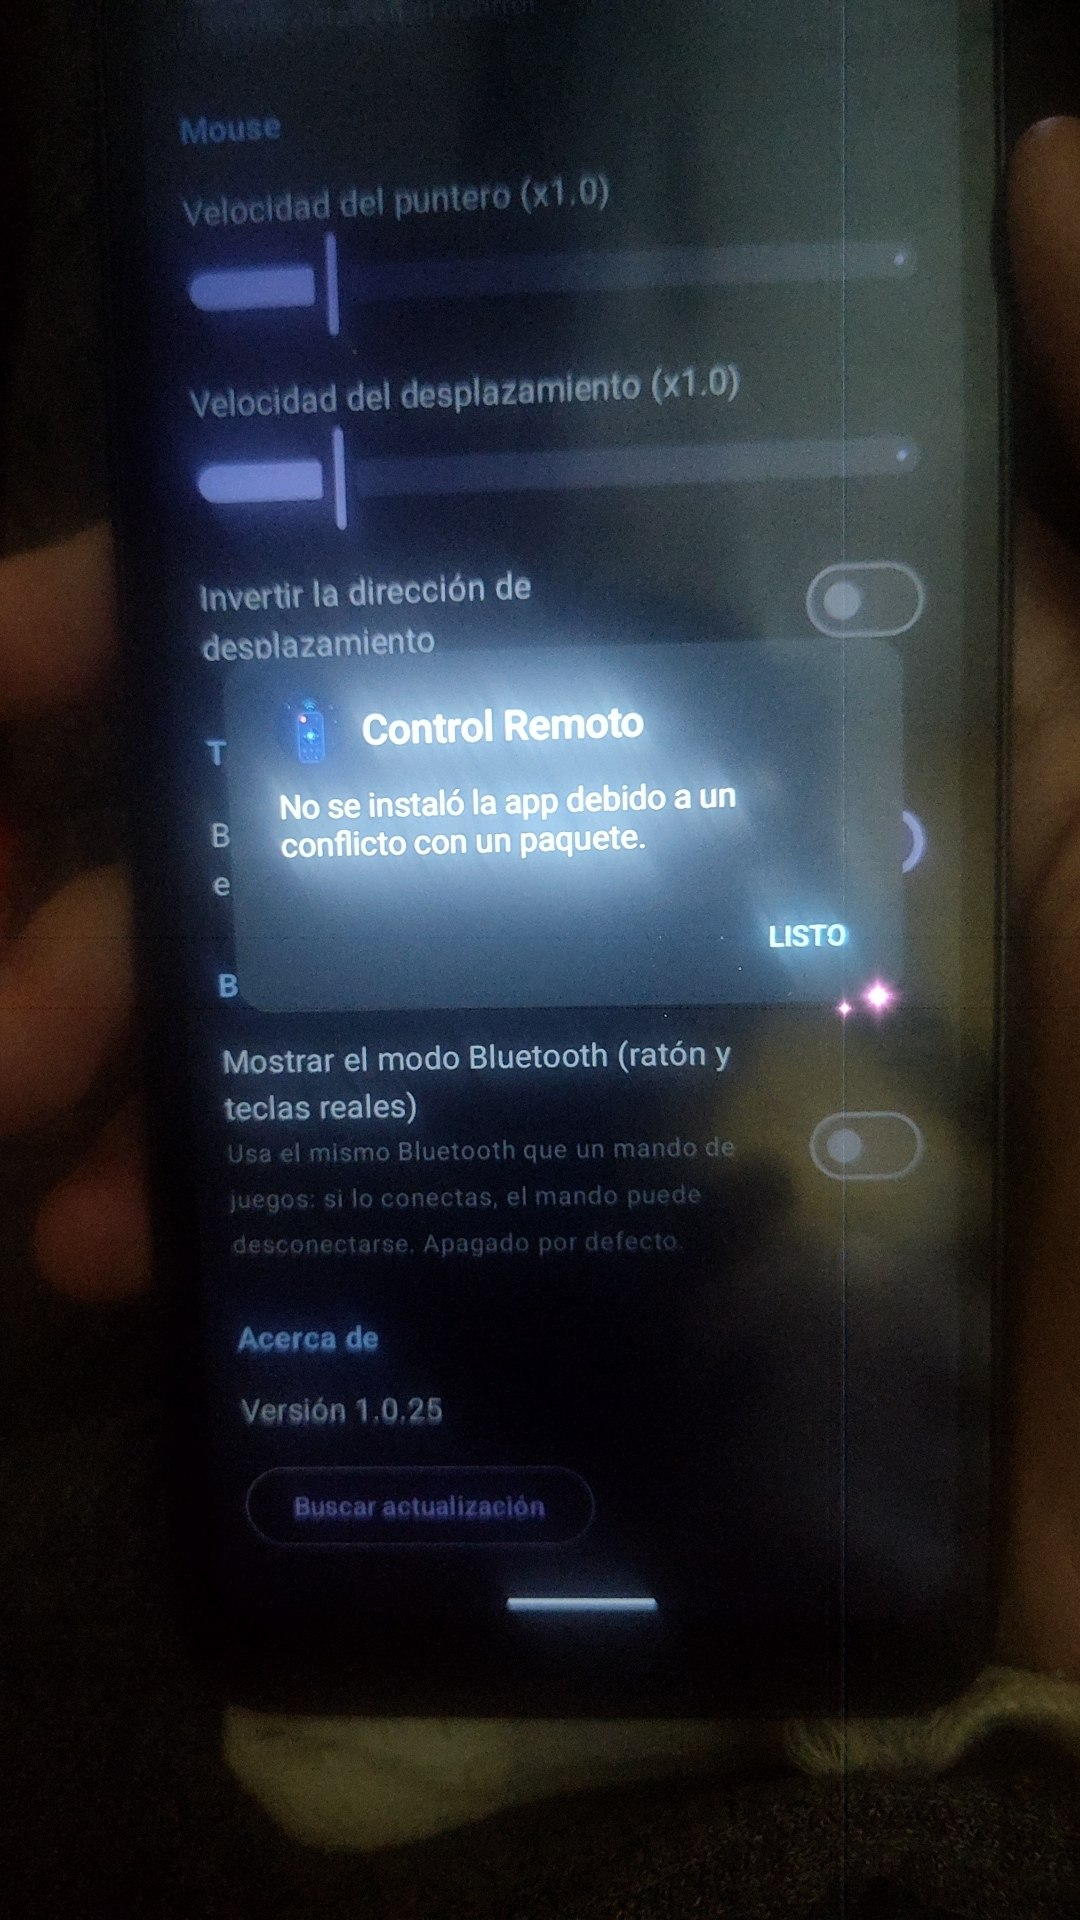 Mouse
Velocidad del puntero (x1.0)
Velocidad del desplazamiento (x1.0)
Invertir la dirección de
desplazamiento
Control Remoto
T
No se instaló la app debido a un
B
conflicto con un paquete.
e
LISTO
B
Mostrar el modo Bluetooth (ratón y
teclas reales)
Usa el mismo Bluetooth que un mando de
juegos: si lo conectas, el mando puede
desconectarse. Apagado por defecto.
Acerca de
Versión 1.0.25
Buscar actualización